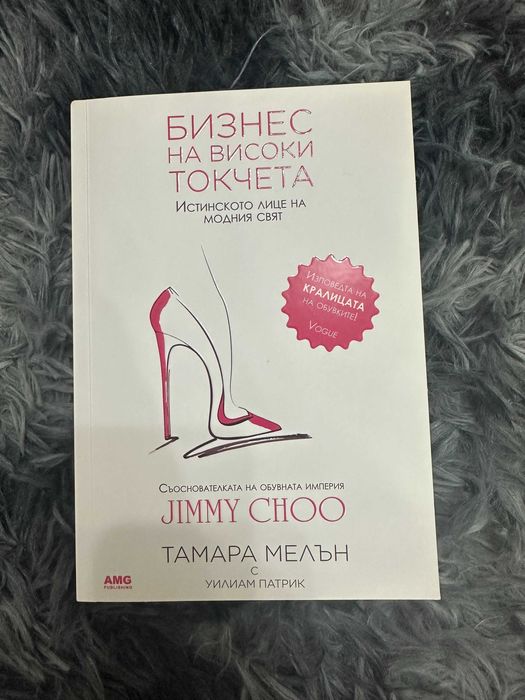 БИЗНЕС
НА ВИСОКИ
ТОКЧЕТА
ИСТИНСКОТО ЛИЦЕ НА
МОДНИЯ СВЯТ
ИЗПОВЕДТА НА
КРАЛИЦАТА
НА ОБУВКИТЕ!
VOGUE
СЪОСНОВАТЕЛКАТА НА ОБУВНАТА ИМПЕРИЯ
JIMMY CHOO
ТАМАРА МЕЛЪН
С
УИЛИАМ ПАТРИК
AMG
PUBLISHING